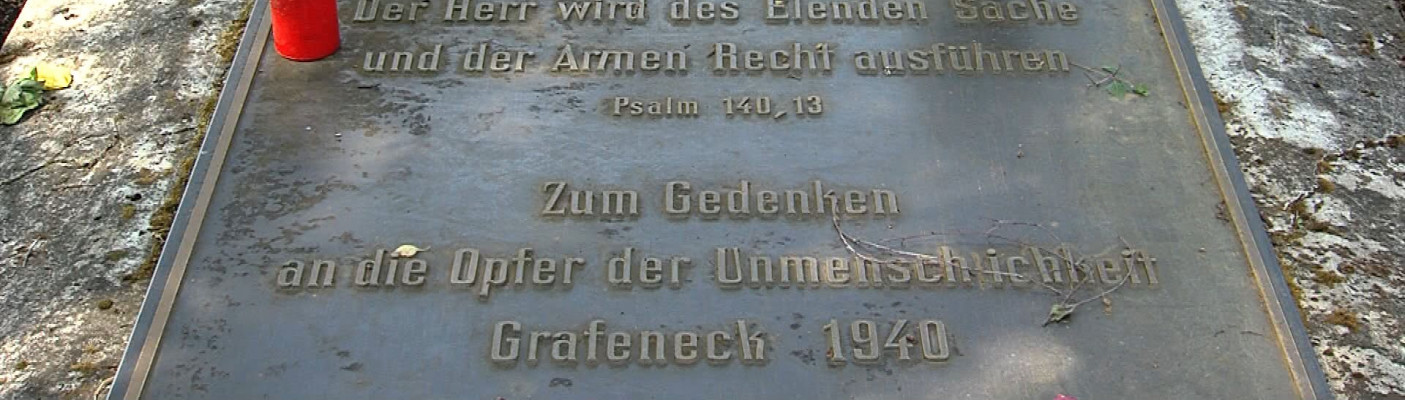 Der Herr wird des Elenden Sache
und der Armen Recht ausführen
Psalm 140,13
Zum Gedenken
an die Opfer der Unmenschlichkeit
Grafeneck 1940